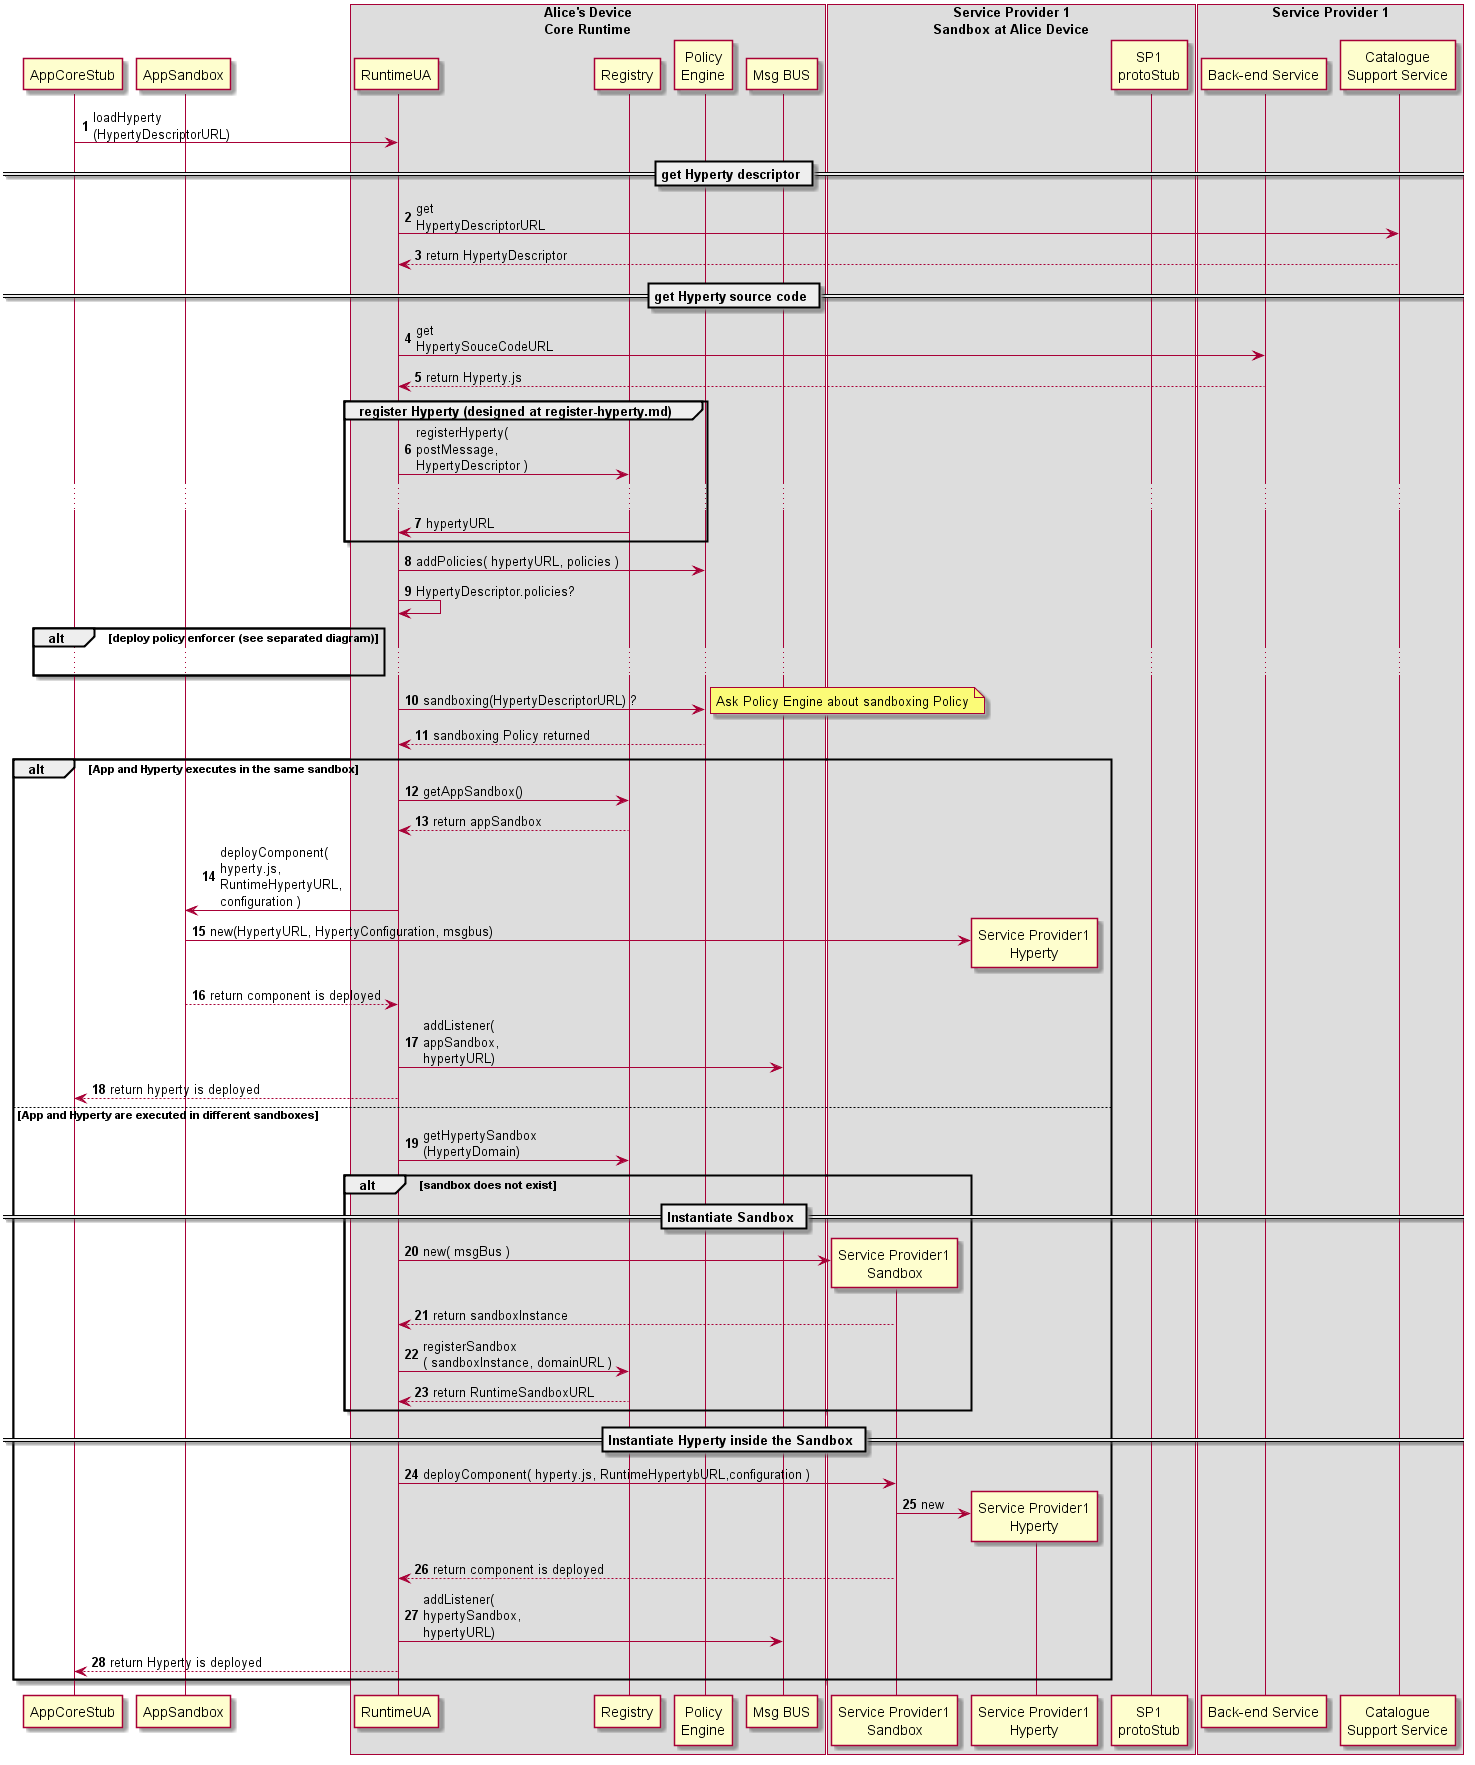 Alice's Device
Core Runtime
Service Provider 1
Sandbox at Alice Device
Service Provider 1
AppCoreStub
AppSandbox
RuntimeUA
Registry
Policy
Engine
Msg BUS
SP1
protoStub
Back-end Service
Catalogue
Support Service
1 loadHyperty
(HypertyDescriptorURL)
get Hyperty descriptor
2 get
HypertyDescriptorURL
3 return HypertyDescriptor
get Hyperty source code
4 get
HypertySouceCodeURL
5 return Hyperty.js
register Hyperty (designed at register-hyperty.md)
6 registerHyperty(
postMessage,
HypertyDescriptor )
7 hypertyURL
8 addPolicies( hypertyURL, policies )
9 HypertyDescriptor.policies?
alt [deploy policy enforcer (see separated diagram)]
10 sandboxing(HypertyDescriptorURL) ?
Ask Policy Engine about sandboxing Policy
11 sandboxing Policy returned
alt [App and Hyperty executes in the same sandbox]
12 getAppSandbox()
13 return appSandbox
14 deployComponent(
hyperty.js,
RuntimeHypertyURL,
configuration )
15 new(HypertyURL, HypertyConfiguration, msgbus)
Service Provider1
Hyperty
16 return component is deployed
17 addListener(
appSandbox,
hypertyURL)
18 return hyperty is deployed
[App and Hyperty are executed in different sandboxes]
19 getHypertySandbox
(HypertyDomain)
alt [sandbox does not exist]
Instantiate Sandbox
20 new( msgBus )
Service Provider1
Sandbox
21 return sandboxInstance
22 registerSandbox
( sandboxInstance, domainURL )
23 return RuntimeSandboxURL
Instantiate Hyperty inside the Sandbox
24 deployComponent( hyperty.js, RuntimeHypertybURL,configuration )
25 new
Service Provider1
Hyperty
26 return component is deployed
27 addListener(
hypertySandbox,
hypertyURL)
28 return Hyperty is deployed
AppCoreStub
AppSandbox
RuntimeUA
Registry
Policy
Engine
Msg BUS
Service Provider1
Sandbox
Service Provider1
Hyperty
SP1
protoStub
Back-end Service
Catalogue
Support Service